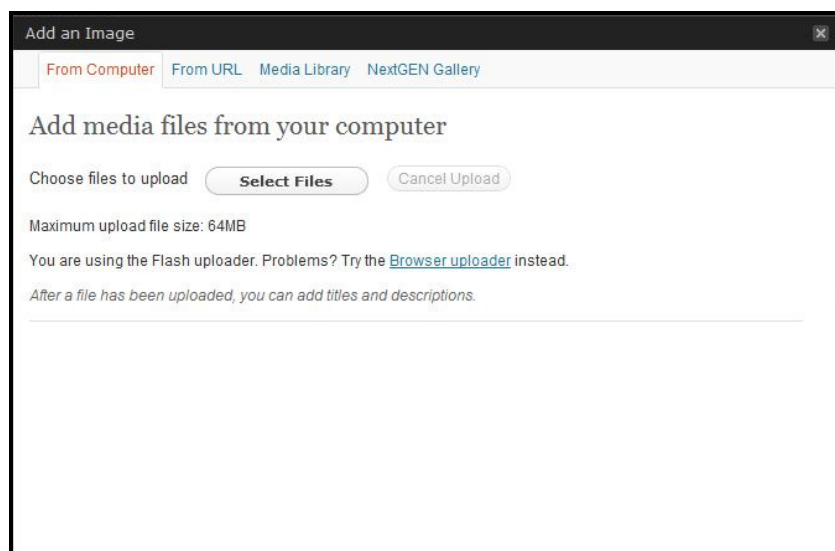 Add an Image
From Computer From URL Media Library NextGEN Gallery
Add media files from your computer
Choose files to upload Select Files Cancel Upload
Maximum upload file size: 64MB
You are using the Flash uploader. Problems? Try the Browser uploader instead.
After a file has been uploaded, you can add titles and descriptions.